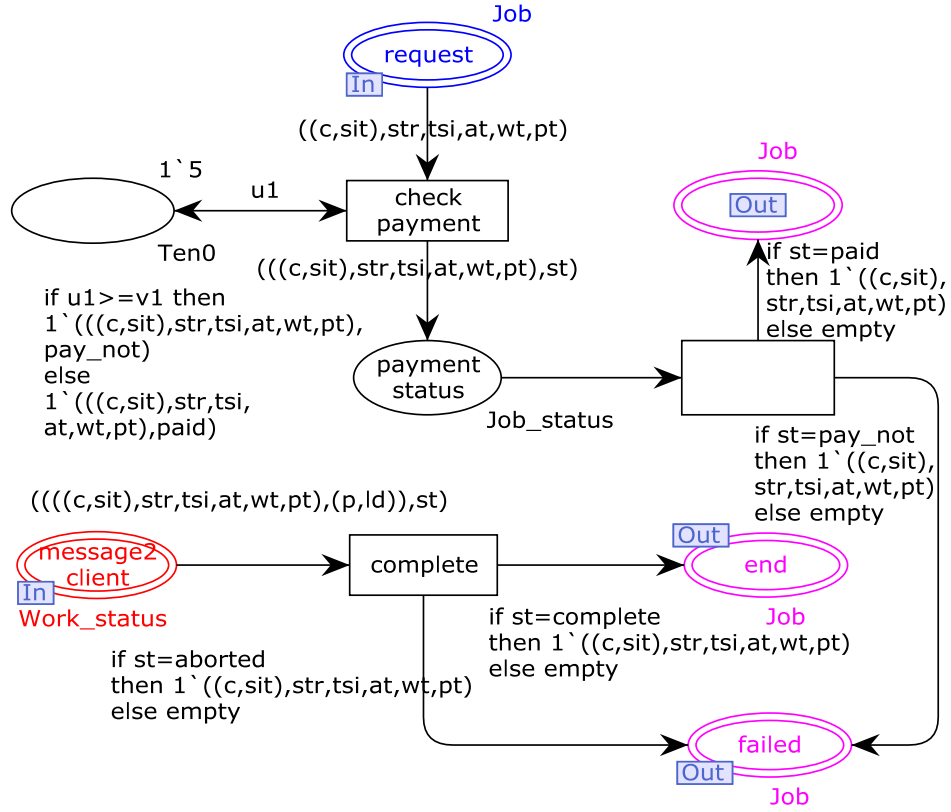 Job
request
In
((c,sit),str,tsi,at,wt,pt)
1`5
u1
check
payment
Ten0
Job
Out
(((c,sit),str,tsi,at,wt,pt),st)
if st=paid
then 1`((c,sit),
str,tsi,at,wt,pt)
else empty
if u1>=v1 then
1`(((c,sit),str,tsi,at,wt,pt),
pay_not)
else
1`(((c,sit),str,tsi,
at,wt,pt),paid)
payment
status
Job_status
if st=pay_not
then 1`((c,sit),
str,tsi,at,wt,pt)
else empty
((((c,sit),str,tsi,at,wt,pt),(p,ld)),st)
message2
client
In
Work_status
complete
Out
end
Job
if st=complete
then 1`((c,sit),str,tsi,at,wt,pt)
else empty
if st=aborted
then 1`((c,sit),str,tsi,at,wt,pt)
else empty
failed
Out
Job